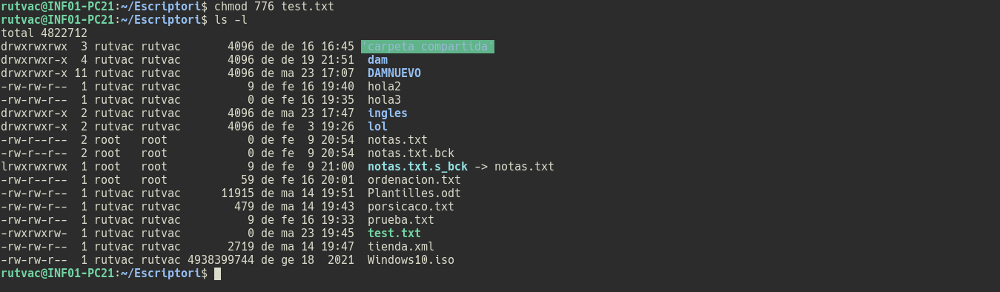 rutvac@INF01-PC21:~/Escriptori$ chmod 776 test.txt
rutvac@INF01-PC21:~/Escriptori$ ls -l
total 4822712
drwxrwxrwx  3 rutvac rutvac       4096 de de 16 16:45 'carpeta compartida'
drwxrwxr-x  4 rutvac rutvac       4096 de de 19 21:51  dam
drwxrwxr-x 11 rutvac rutvac       4096 de ma 23 17:07  DAMNUEVO
-rw-rw-r--  1 rutvac rutvac          9 de fe 16 19:40  hola2
-rw-rw-r--  1 rutvac rutvac          0 de fe 16 19:35  hola3
drwxrwxr-x  2 rutvac rutvac       4096 de ma 23 17:47  ingles
drwxrwxr-x  2 rutvac rutvac       4096 de fe  3 19:26  lol
-rw-r--r--  2 root   root            0 de fe  9 20:54  notas.txt
-rw-r--r--  2 root   root            0 de fe  9 20:54  notas.txt.bck
lrwxrwxrwx  1 root   root            9 de fe  9 21:00  notas.txt.s_bck -> notas.txt
-rw-r--r--  1 root   root           59 de fe 16 20:01  ordenacion.txt
-rw-rw-r--  1 rutvac rutvac      11915 de ma 14 19:51  Plantilles.odt
-rw-rw-r--  1 rutvac rutvac        479 de ma 14 19:43  porsicaco.txt
-rw-rw-r--  1 rutvac rutvac          9 de fe 16 19:33  prueba.txt
-rwxrwxrw-  1 rutvac rutvac          0 de ma 23 19:45  test.txt
-rw-rw-r--  1 rutvac rutvac       2719 de ma 14 19:47  tienda.xml
-rw-rw-r--  1 rutvac rutvac 4938399744 de ge 18  2021  Windows10.iso
rutvac@INF01-PC21:~/Escriptori$